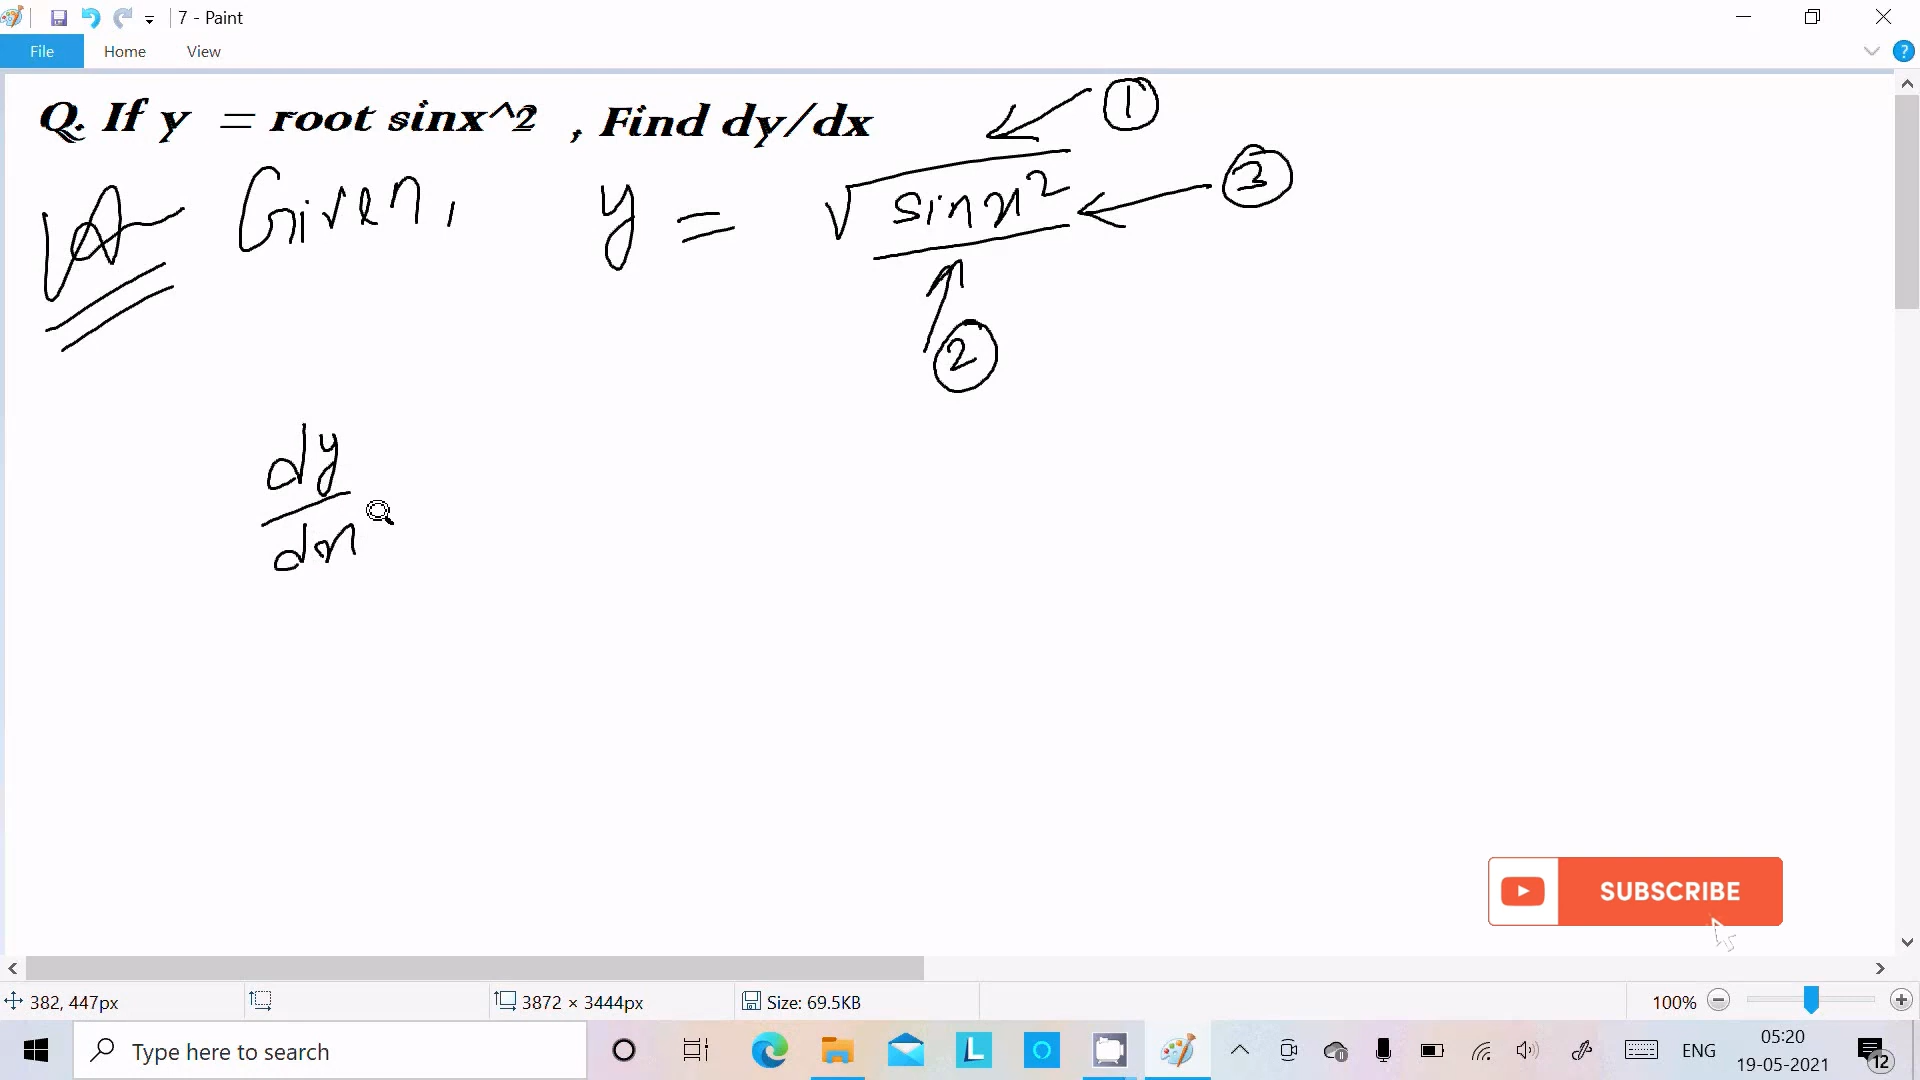 7 - Paint
File Home View
Q. If y = root sinx^2 , Find dy/dx
①
Given, y = √sinx² ③
②
dy
dx
SUBSCRIBE
382, 447px 3872 × 3444px Size: 69.5KB 100%
Type here to search L ENG 05:20
19-05-2021 12